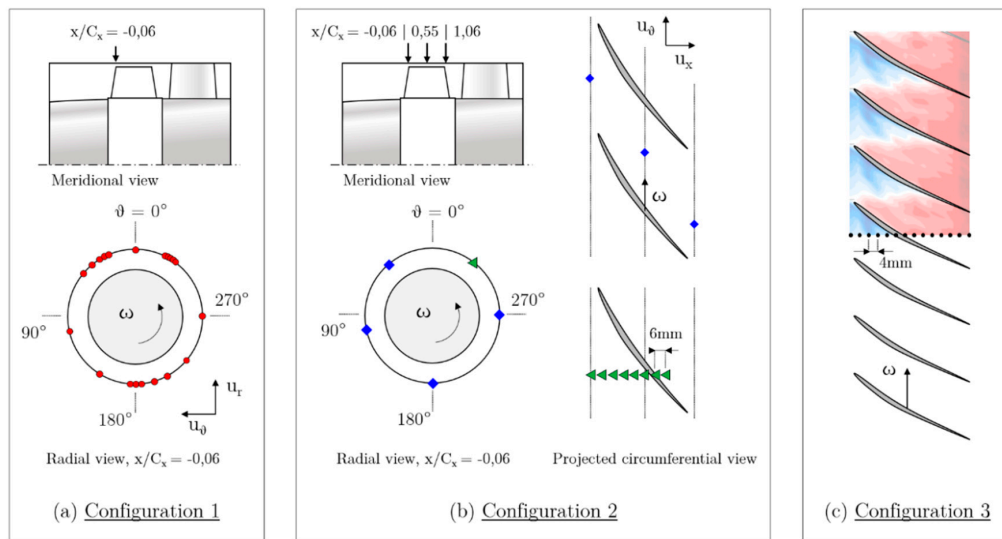 x/Cx = -0,06
Meridional view
ϑ = 0°
ω
270°
90°
180°
ur
uϑ
Radial view, x/Cx = -0,06
(a) Configuration 1
x/Cx = -0,06 | 0,55 | 1,06
Meridional view
ϑ = 0°
ω
270°
90°
180°
Radial view, x/Cx = -0,06
uϑ
ux
ω
6mm
Projected circumferential view
(b) Configuration 2
4mm
ω
(c) Configuration 3